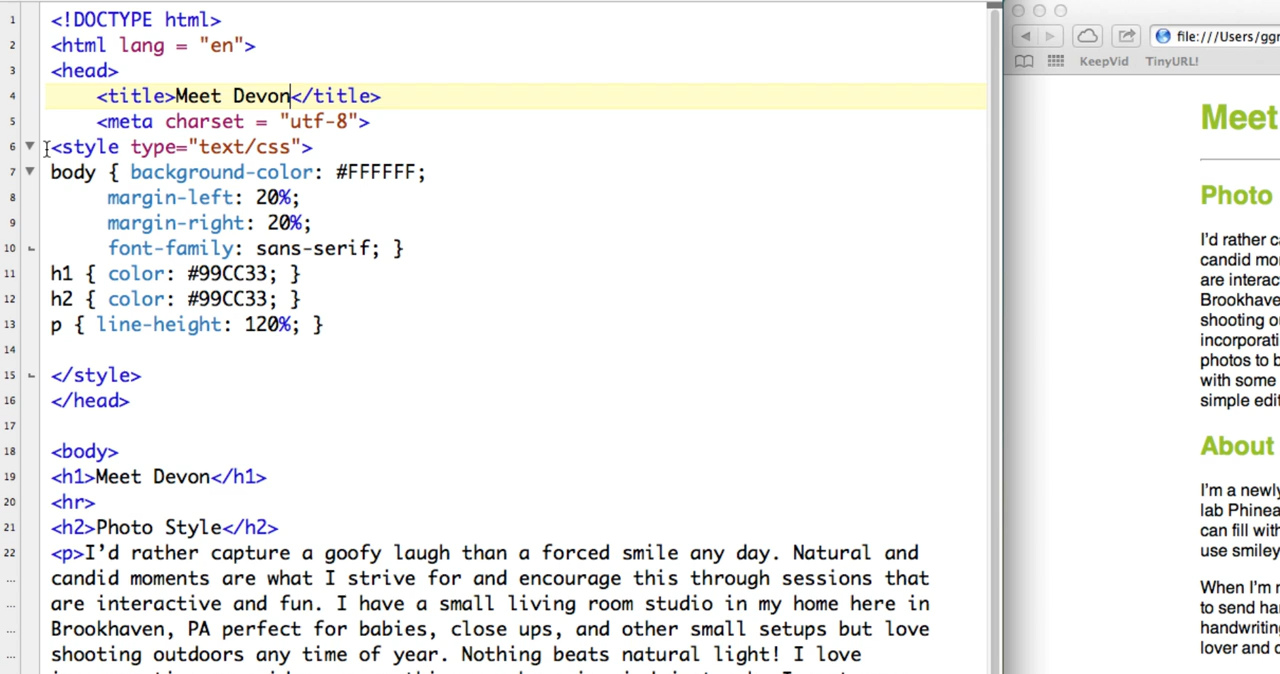 1 <!DOCTYPE html>
2 <html lang = "en">
3 <head>
4 <title>Meet Devon</title>
5 <meta charset = "utf-8">
6 <style type="text/css">
7 body { background-color: #FFFFFF;
8 margin-left: 20%;
9 margin-right: 20%;
10 font-family: sans-serif; }
11 h1 { color: #99CC33; }
12 h2 { color: #99CC33; }
13 p { line-height: 120%; }
14
15 </style>
16 </head>
17
18 <body>
19 <h1>Meet Devon</h1>
20 <hr>
21 <h2>Photo Style</h2>
22 <p>I’d rather capture a goofy laugh than a forced smile any day. Natural and
... candid moments are what I strive for and encourage this through sessions that
... are interactive and fun. I have a small living room studio in my home here in
... Brookhaven, PA perfect for babies, close ups, and other small setups but love
... shooting outdoors any time of year. Nothing beats natural light! I love
file:///Users/ggr
KeepVid TinyURL!
Meet
Photo
I’d rather ca
candid mo
are interac
Brookhave
shooting o
incorporati
photos to b
with some
simple edit
About
I’m a newly
lab Phinea
can fill with
use smiley
When I’m
to send ha
handwriting
lover and